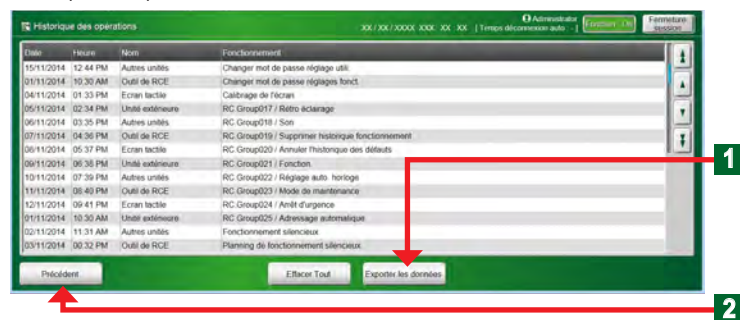 Historique des opérations
XX / XX / XXXX XXX. XX XX | Temps déconnexion auto - |
Administrator
Fermeture session
Date Heure Nom Fonctionnement
15/11/2014 12:44 PM Autres unités Changer mot de passe réglage utili.
01/11/2014 10:30 AM Outil de RCE Changer mot de passe réglages fonct.
04/11/2014 01:33 PM Ecran tactile Calibrage de l'écran
05/11/2014 02:34 PM Unité extérieure RC Group017 / Rétro éclairage
06/11/2014 03:35 PM Autres unités RC Group018 / Son
07/11/2014 04:36 PM Outil de RCE RC Group019 / Supprimer historique fonctionnement
08/11/2014 05:37 PM Ecran tactile RC Group020 / Annuler l'historique des défauts
09/11/2014 06:38 PM Unité extérieure RC Group021 / Fonction.
10/11/2014 07:39 PM Autres unités RC Group022 / Réglage auto. horloge
11/11/2014 08:40 PM Outil de RCE RC Group023 / Mode de maintenance
12/11/2014 09:41 PM Ecran tactile RC Group024 / Arrêt d'urgence
01/11/2014 10:30 AM Unité extérieure RC Group025 / Adressage automatique
02/11/2014 11:31 AM Autres unités Fonctionnement silencieux
03/11/2014 00:32 PM Outil de RCE Planning de fonctionnement silencieux
Précédent Effacer Tout Exporter les données
1
2